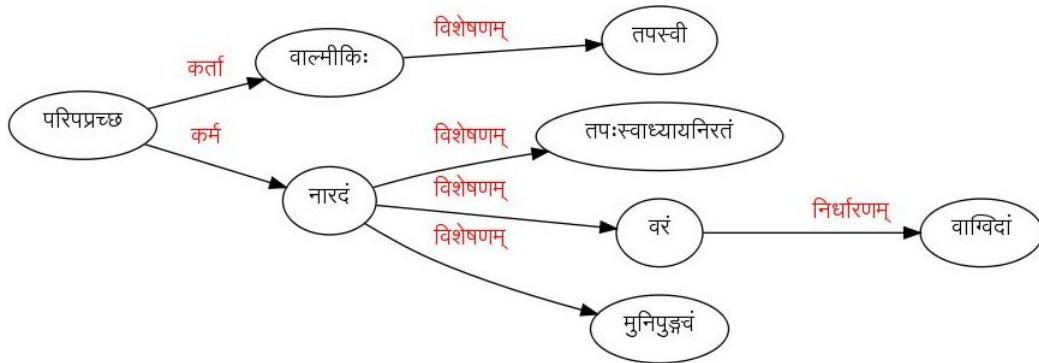 विशेषणम्
तपस्वी
वाल्मीकिः
कर्ता
परिपप्रच्छ
कर्म
विशेषणम्
तपःस्वाध्यायनिरतं
नारदं
विशेषणम्
वरं
निर्धारणम्
वाग्विदां
विशेषणम्
मुनिपुङ्गवं